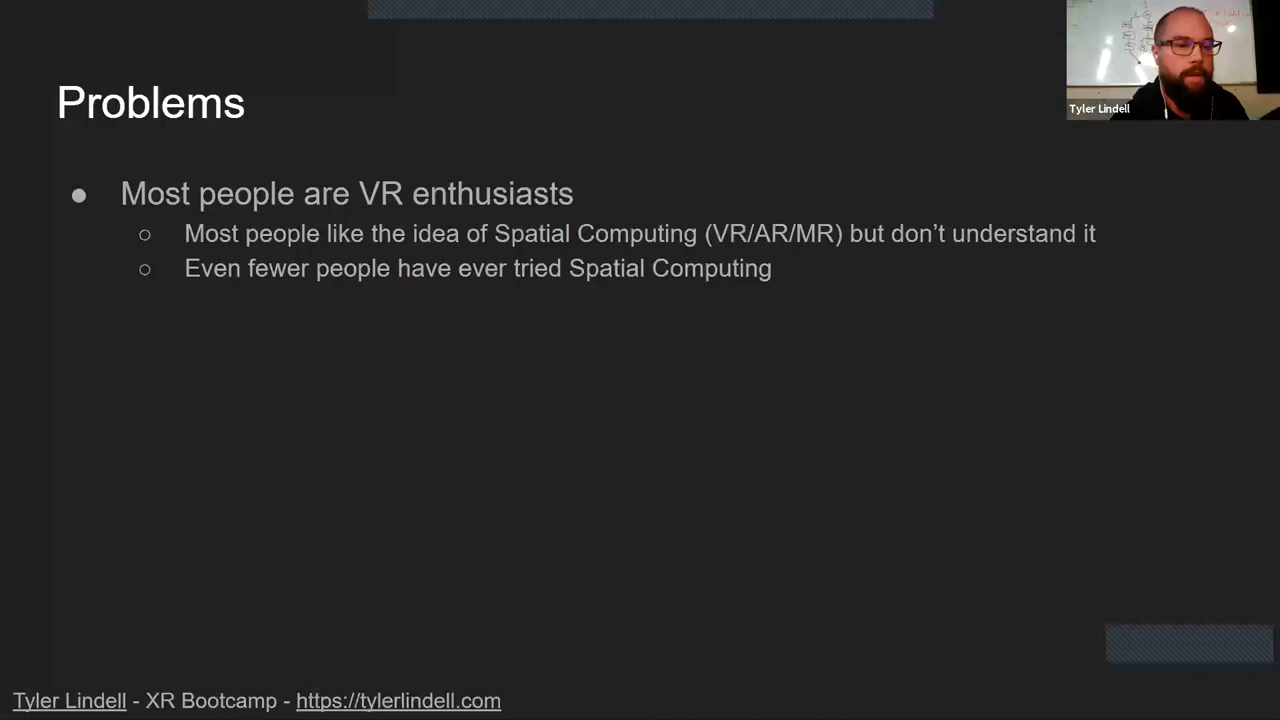 Problems
Tyler Lindell
● Most people are VR enthusiasts
○ Most people like the idea of Spatial Computing (VR/AR/MR) but don’t understand it
○ Even fewer people have ever tried Spatial Computing
Tyler Lindell - XR Bootcamp - https://tylerlindell.com